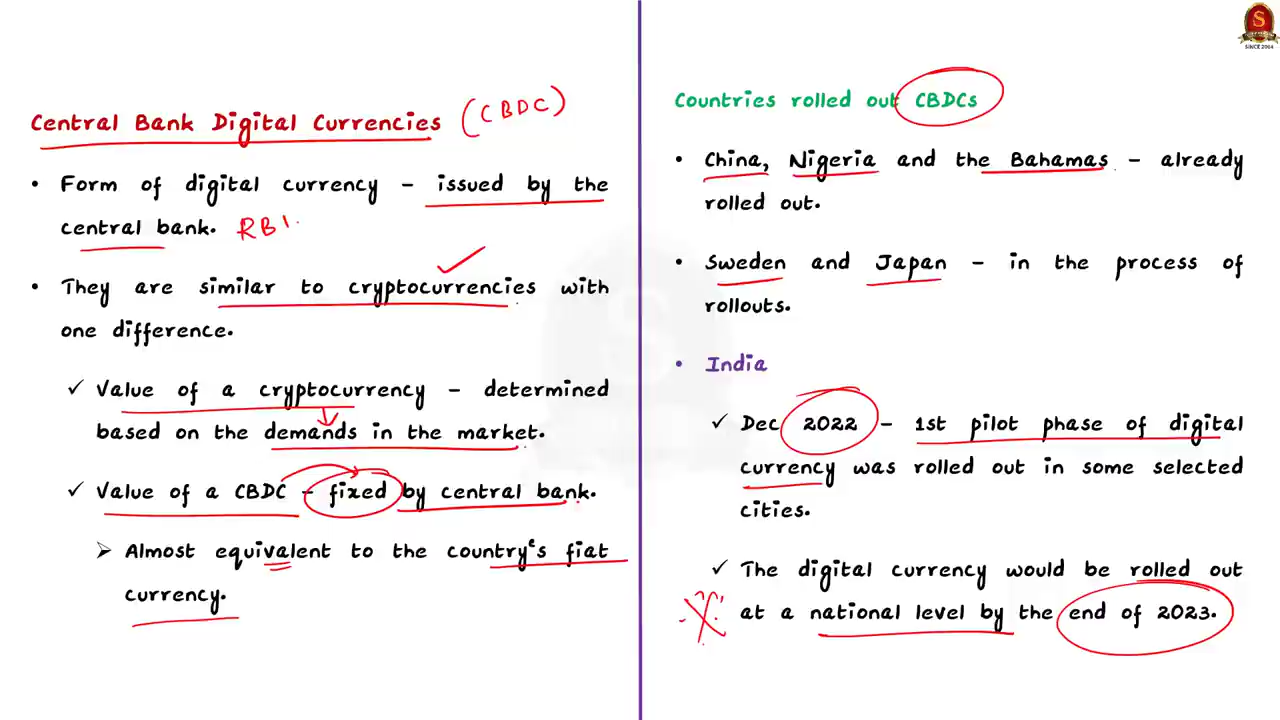 Central Bank Digital Currencies (CBDC)
• Form of digital currency – issued by the
central bank. RBI
• They are similar to cryptocurrencies with
one difference.
✓ Value of a cryptocurrency – determined
based on the demands in the market.
✓ Value of a CBDC – fixed by central bank.
➤ Almost equivalent to the country's fiat
currency.
S
SINCE 2004
Countries rolled out CBDCs
• China, Nigeria and the Bahamas – already
rolled out.
• Sweden and Japan – in the process of
rollouts.
• India
✓ Dec 2022 – 1st pilot phase of digital
currency was rolled out in some selected
cities.
✓ The digital currency would be rolled out
at a national level by the end of 2023.